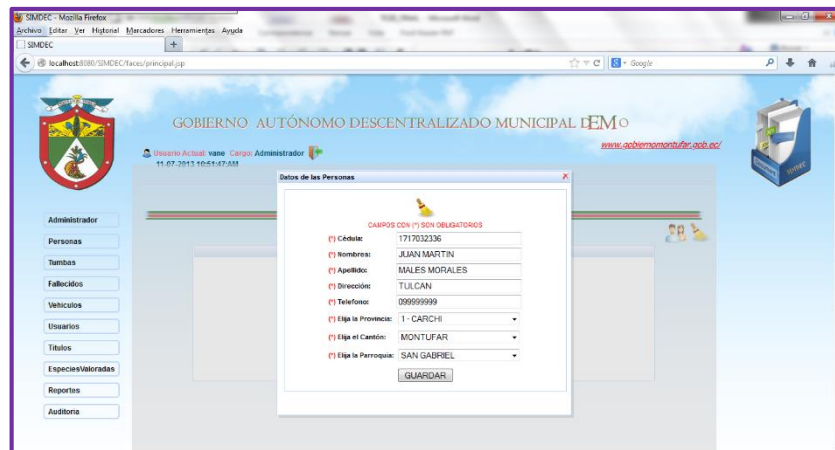 SIMDEC - Mozilla Firefox
Archivo Editar Ver Historial Marcadores Herramientas Ayuda
SIMDEC
localhost:8080/SIMDEC/faces/principal.jsp
Google
GOBIERNO AUTÓNOMO DESCENTRALIZADO MUNICIPAL DEMO
Usuario Actual: vane Cargo: Administrador
www.gobiernomontufar.gob.ec/
11-07-2013 10:51:47:AM
Datos de las Personas
CAMPOS CON (*) SON OBLIGATORIOS
(*) Cédula: 1717032336
(*) Nombres: JUAN MARTIN
(*) Apellido: MALES MORALES
(*) Dirección: TULCAN
(*) Telefono: 099999999
(*) Elija la Provincia: 1 - CARCHI
(*) Elija el Cantón: MONTUFAR
(*) Elija la Parroquia: SAN GABRIEL
GUARDAR
Administrador
Personas
Tumbas
Fallecidos
Vehiculos
Usuarios
Titulos
EspeciesValoradas
Reportes
Auditoria